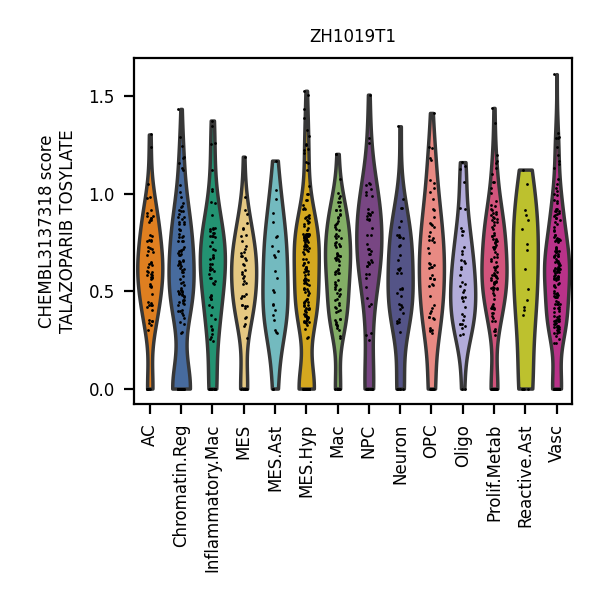 ZH1019T1
CHEMBL3137318 score
TALAZOPARIB TOSYLATE
1.5
1.0
0.5
0.0
AC
Chromatin.Reg
Inflammatory.Mac
MES
MES.Ast
MES.Hyp
Mac
NPC
Neuron
OPC
Oligo
Prolif.Metab
Reactive.Ast
Vasc